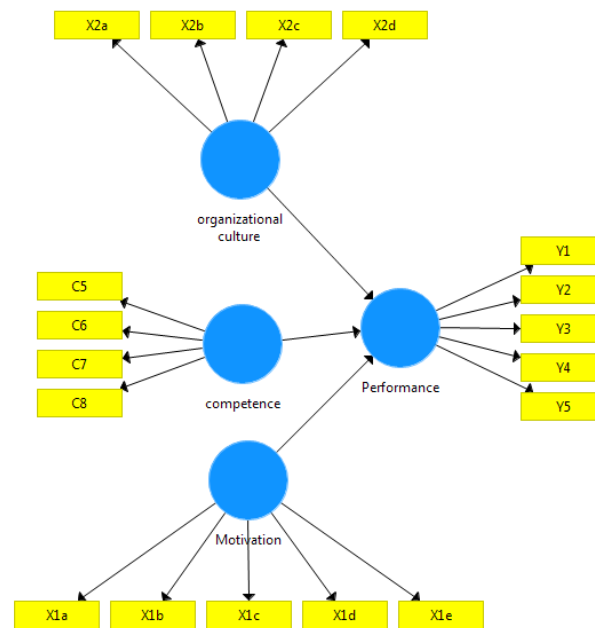 X2a
X2b
X2c
X2d
organizational
culture
C5
C6
C7
C8
competence
Y1
Y2
Y3
Y4
Y5
Performance
Motivation
X1a
X1b
X1c
X1d
X1e